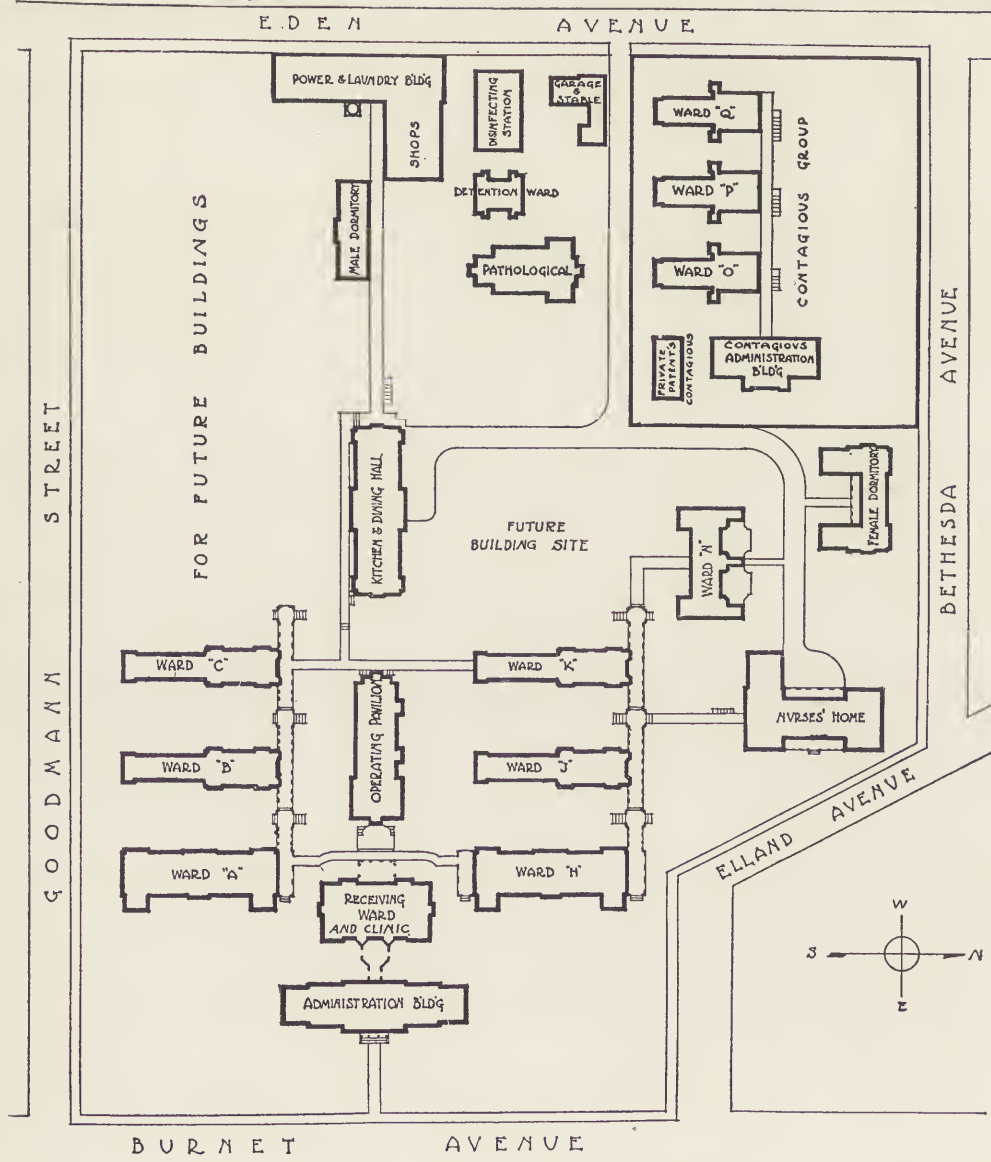 EDEN AVENUE
POWER & LAUNDRY BLD'G
SHOPS
DISINFECTING
STATION
GARAGE
&
STABLE
DETENTION WARD
MALE DORMITORY
PATHOLOGICAL
WARD "Q"
WARD "P"
WARD "O"
CONTAGIOUS GROUP
PRIVATE
PATENT'S
CONTAGIOUS
CONTAGIOUS
ADMINISTRATION
B'LD'G
FOR FUTURE BUILDINGS
GOODMANN STREET
BETHESDA AVENUE
KITCHEN & DINING HALL
FUTURE
BUILDING SITE
WARD "N"
FEMALE DORMITORY
WARD "C"
WARD "K"
OPERATING PAVILION
NURSES' HOME
WARD "B"
WARD "J"
ELLAND AVENUE
WARD "A"
WARD "H"
RECEIVING
WARD
AND CLINIC
ADMINISTRATION B'LD'G
W
S N
E
BURNET AVENUE